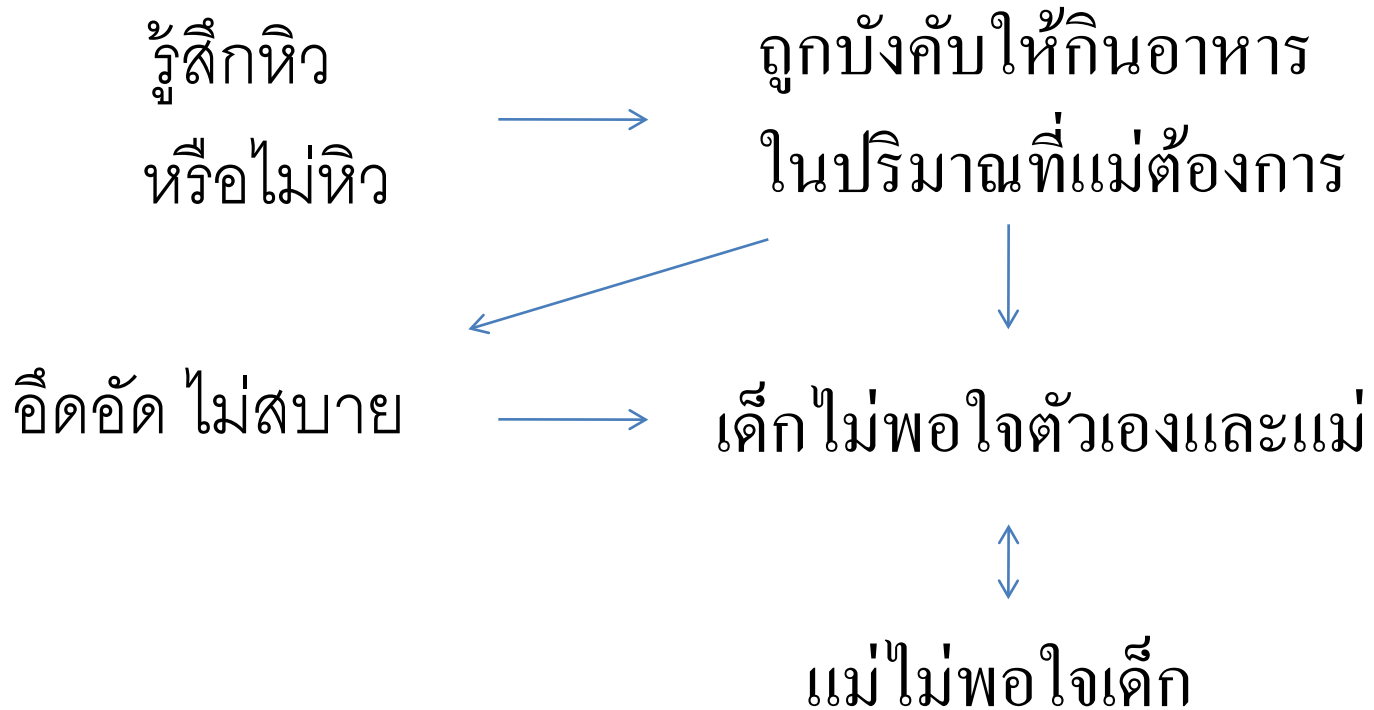 รู้สึกหิว
หรือไม่หิว
ถูกบังคับให้กินอาหาร
ในปริมาณที่แม่ต้องการ
อึดอัด ไม่สบาย
เด็กไม่พอใจตัวเองและแม่
แม่ไม่พอใจเด็ก